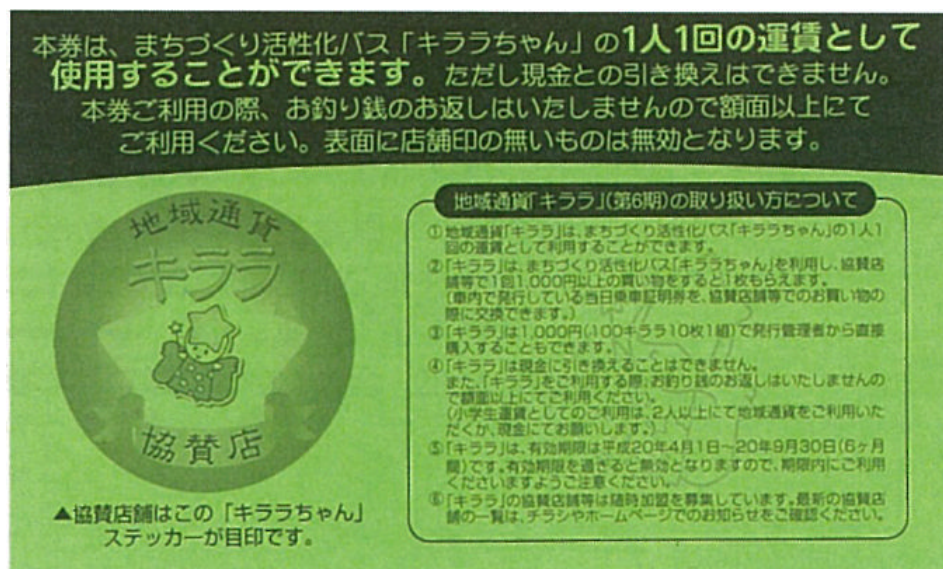 本券は、まちづくり活性化バス「キララちゃん」の1人1回の運賃として
使用することができます。ただし現金との引き換えはできません。
本券ご利用の際、お釣り銭のお返しはいたしませんので額面以上にて
ご利用ください。表面に店舗印の無いものは無効となります。
地域通貨
キララ
協賛店
▲協賛店舗はこの「キララちゃん」
ステッカーが目印です。
地域通貨「キララ」(第6期)の取り扱い方について
①地域通貨「キララ」は、まちづくり活性化バス「キララちゃん」の1人1
回の運賃として利用することができます。
②「キララ」は、まちづくり活性化バス「キララちゃん」を利用し、協賛店
舗等で1回1,000円以上の買い物をすると1枚もらえます。
(車内で発行している当日乗車証明券を、協賛店舗等でのお買い物の
際に交換できます。)
③「キララ」は1,000円(100キララ10枚1組)で発行管理者から直接
購入することもできます。
④「キララ」は現金に引き換えることはできません。
また、「キララ」をご利用する際、お釣り銭のお返しはいたしませんの
で額面以上にてご利用ください。
(小学生運賃としてのご利用は、2人以上にて地域通貨をご利用いた
だくか、現金にてお願いします。)
⑤「キララ」は、有効期限は平成20年4月1日〜20年9月30日(6ヶ月
間)です。有効期限を過ぎると無効となりますので、期限内にご利用
くださいますようご注意ください。
⑥「キララ」の協賛店舗等は随時加盟を募集しています。最新の協賛店
舗の一覧は、チラシやホームページでのお知らせをご確認ください。